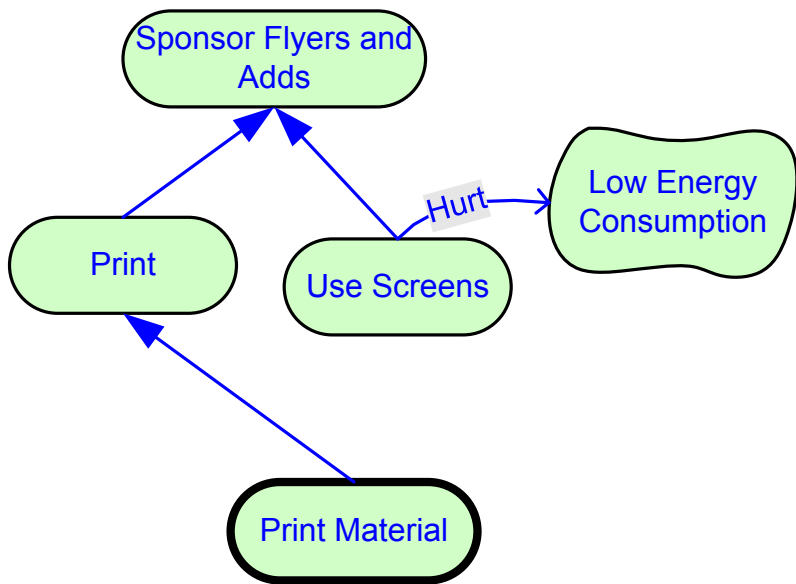 Sponsor Flyers and
Adds
Low Energy
Consumption
Hurt
Print
Use Screens
Print Material